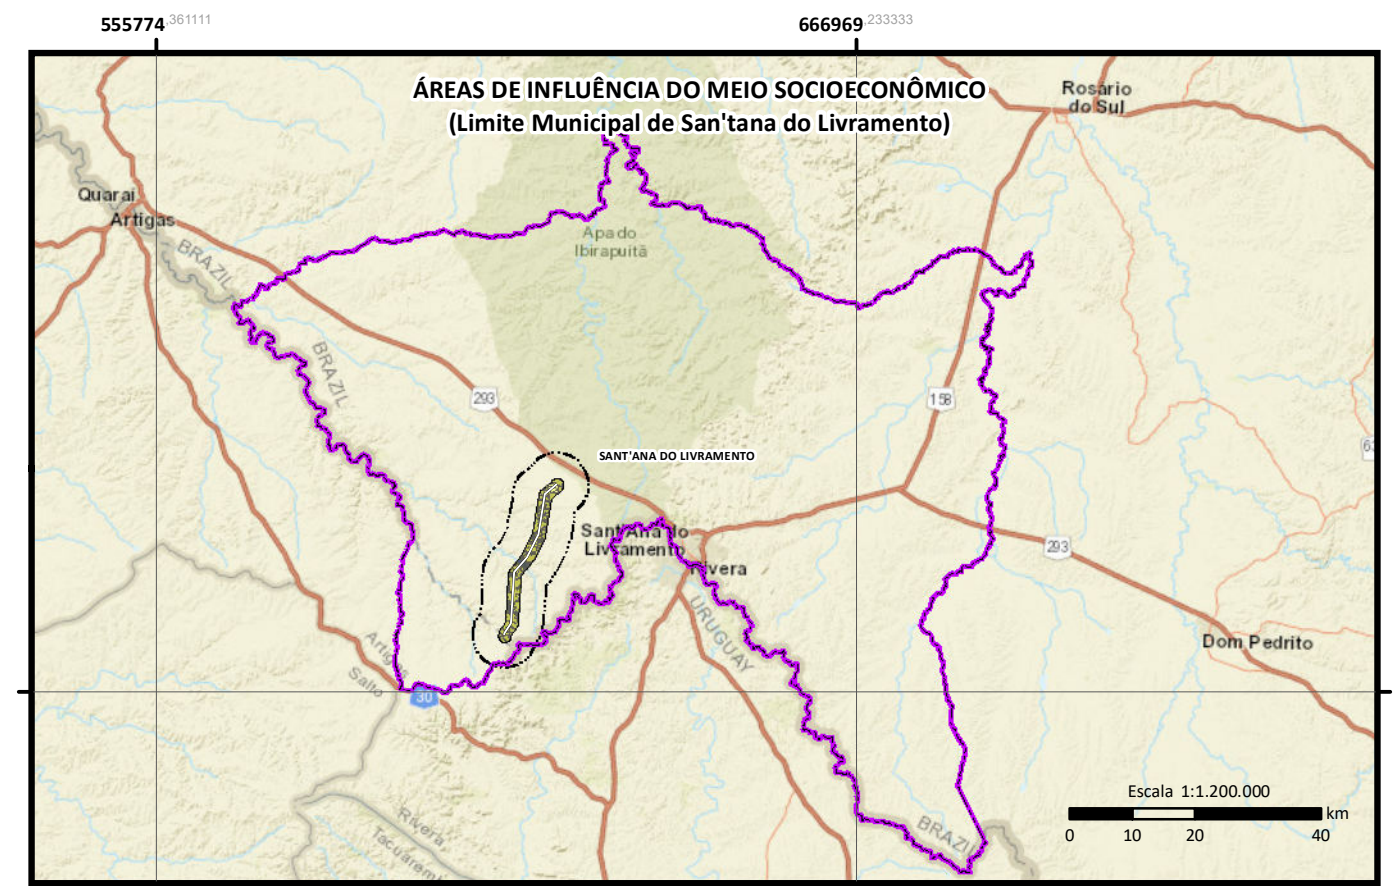 555774,361111
666969,233333
ÁREAS DE INFLUÊNCIA DO MEIO SOCIOECONÔMICO
(Limite Municipal de San'tana do Livramento)
Rosário
do Sul
Quarai
Artigas
BRAZIL
Apa do
Ibirapuitã
BRAZIL
293
158
SANT'ANA DO LIVRAMENTO
Sant'Ana do
Livramento
Rivera
293
URUGUAY
Dom Pedrito
Artigas
Salto
30
Escala 1:1.200.000
km
0 10 20 40
Rivera
BRAZIL